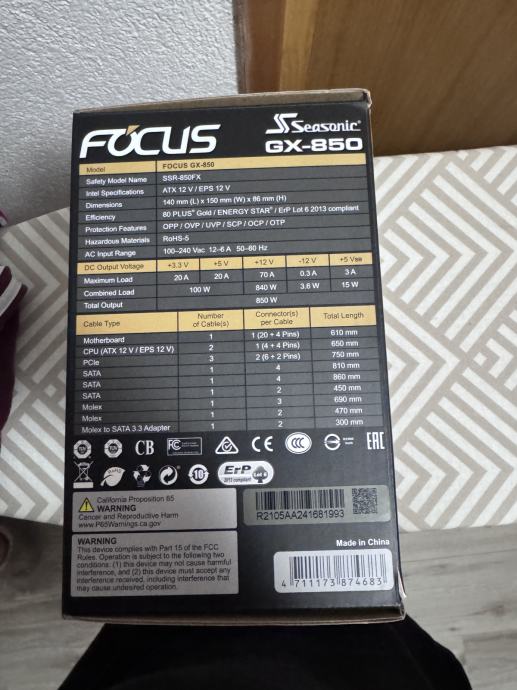 FOCUS
Seasonic
GX-850
Model FOCUS GX-850
Safety Model Name SSR-850FX
Intel Specifications ATX 12 V / EPS 12 V
Dimensions 140 mm (L) x 150 mm (W) x 86 mm (H)
Efficiency 80 PLUS® Gold / ENERGY STAR® / ErP Lot 6 2013 compliant
Protection Features OPP / OVP / UVP / SCP / OCP / OTP
Hazardous Materials RoHS-5
AC Input Range 100–240 Vac 12–6 A 50–60 Hz
DC Output Voltage +3.3 V +5 V +12 V -12 V +5 VSB
Maximum Load 20 A 20 A 70 A 0.3 A 3 A
Combined Load 100 W 840 W 3.6 W 15 W
Total Output 850 W
Cable Type Number of Cable(s) Connector(s) per Cable Total Length
Motherboard 1 1 (20 + 4 Pins) 610 mm
CPU (ATX 12 V / EPS 12 V) 2 1 (4 + 4 Pins) 650 mm
PCIe 3 2 (6 + 2 Pins) 750 mm
SATA 1 4 810 mm
SATA 1 4 860 mm
SATA 1 2 450 mm
Molex 1 3 690 mm
Molex 1 2 470 mm
Molex to SATA 3.3 Adapter 1 2 300 mm
CB
FC
CE
CCC
EAC
RoHS
10
ErP
Lot 6
2013 compliant
California Proposition 65
WARNING
Cancer and Reproductive Harm
www.P65Warnings.ca.gov
R2105AA241681993
WARNING
This device complies with Part 15 of the FCC
Rules. Operation is subject to the following two
conditions: (1) this device may not cause harmful
interference, and (2) this device must accept any
interference received, including interference that
may cause undesired operation.
Made in China
4 711173 874683